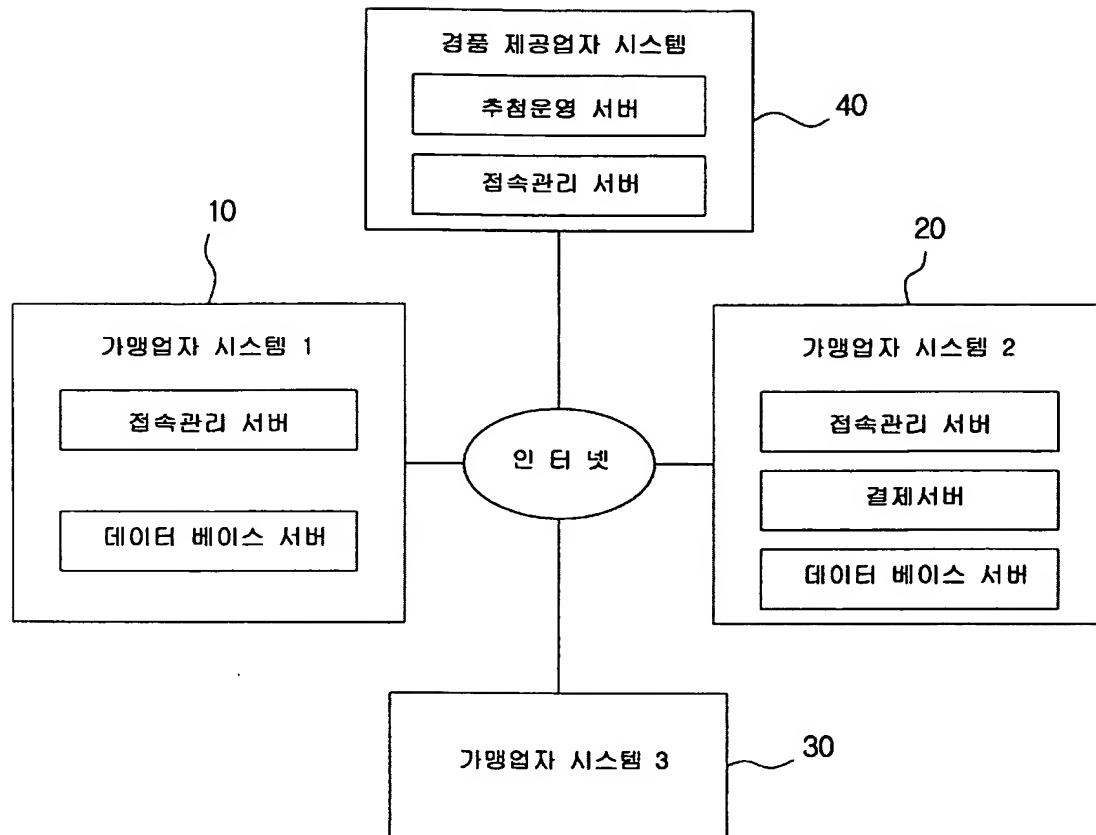 경품 제공업자 시스템
추첨운영 서버
접속관리 서버
40
10
가맹업자 시스템 1
접속관리 서버
데이터 베이스 서버
인 터 넷
20
가맹업자 시스템 2
접속관리 서버
결제서버
데이터 베이스 서버
가맹업자 시스템 3
30